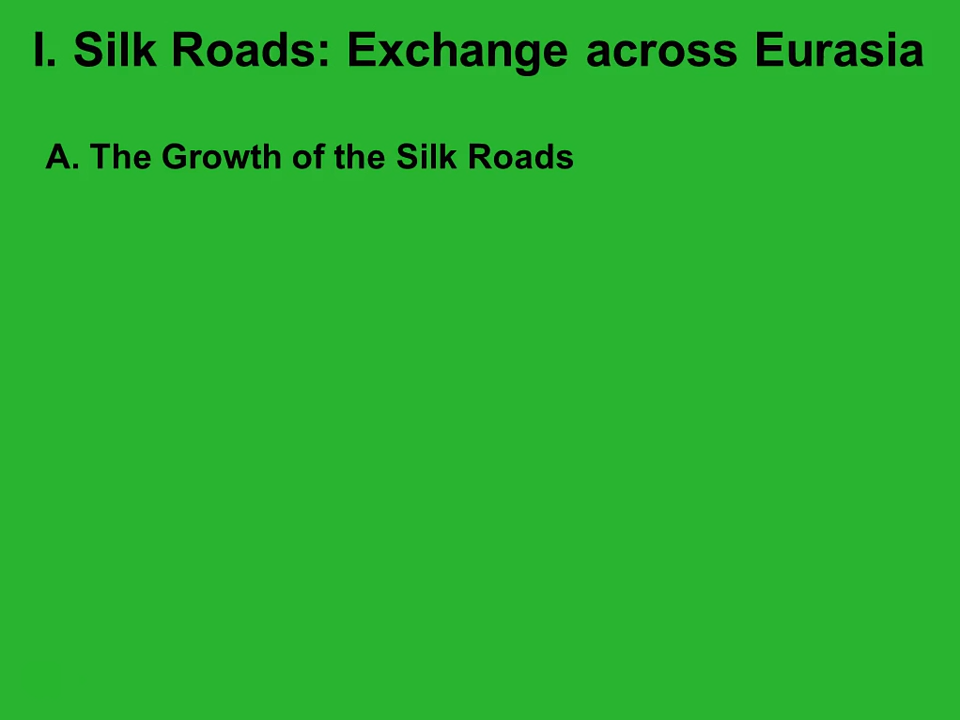 I. Silk Roads: Exchange across Eurasia
A. The Growth of the Silk Roads